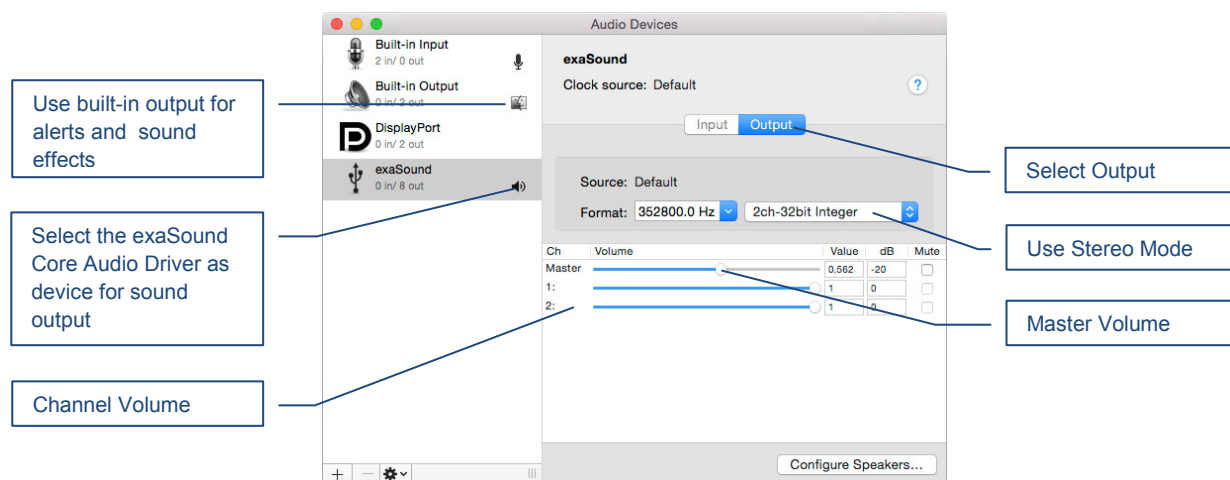 Audio Devices
Built-in Input
2 in/ 0 out
Built-in Output
0 in/ 2 out
DisplayPort
0 in/ 2 out
exaSound
0 in/ 8 out
exaSound
Clock source: Default
?
Input Output
Source: Default
Format: 352800.0 Hz 2ch-32bit Integer
Ch Volume Value dB Mute
Master 0.562 -20
1: 1 0
2: 1 0
Configure Speakers...
Use built-in output for
alerts and sound
effects
Select the exaSound
Core Audio Driver as
device for sound
output
Channel Volume
Select Output
Use Stereo Mode
Master Volume